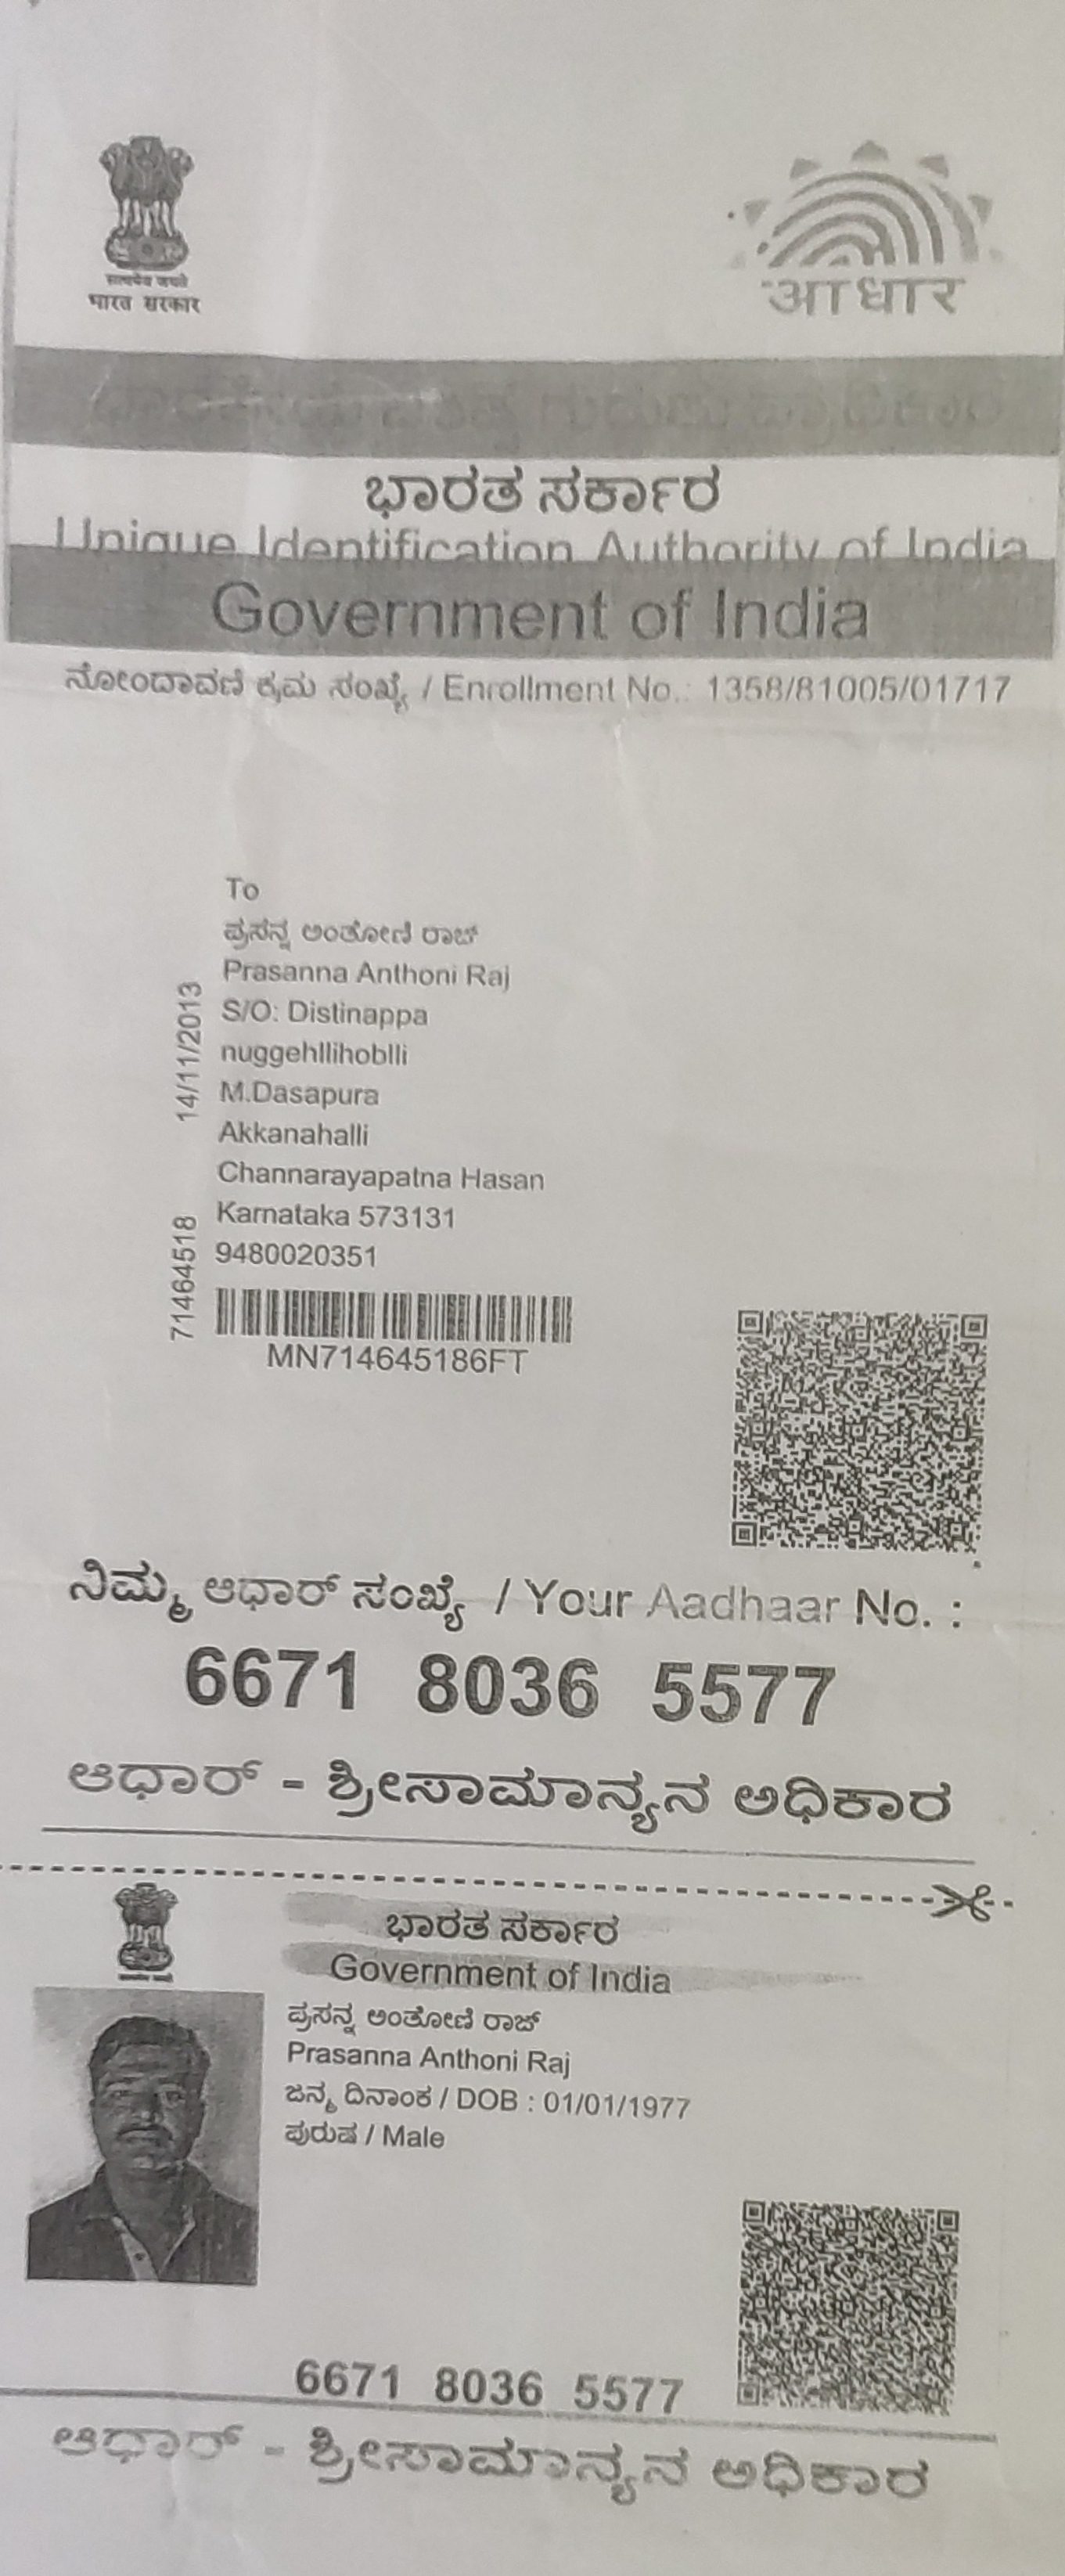 सत्यमेव जयते
भारत सरकार
आधार
ಭಾರತ ಸರ್ಕಾರ
Unique Identification Authority of India
Government of India
ನೋಂದಾವಣಿ ಕ್ರಮ ಸಂಖ್ಯೆ / Enrollment No.: 1358/81005/01717
To
ಪ್ರಸನ್ನ ಅಂತೋಣಿ ರಾಜ್
Prasanna Anthoni Raj
S/O: Distinappa
nuggehllihoblli
M.Dasapura
Akkanahalli
Channarayapatna Hasan
Karnataka 573131
9480020351
14/11/2013
71464518
MN714645186FT
ನಿಮ್ಮ ಆಧಾರ್ ಸಂಖ್ಯೆ / Your Aadhaar No. :
6671 8036 5577
ಆಧಾರ್ - ಶ್ರೀಸಾಮಾನ್ಯನ ಅಧಿಕಾರ
ಭಾರತ ಸರ್ಕಾರ
Government of India
ಪ್ರಸನ್ನ ಅಂತೋಣಿ ರಾಜ್
Prasanna Anthoni Raj
ಜನ್ಮ ದಿನಾಂಕ / DOB : 01/01/1977
ಪುರುಷ / Male
6671 8036 5577
ಆಧಾರ್ - ಶ್ರೀಸಾಮಾನ್ಯನ ಅಧಿಕಾರ